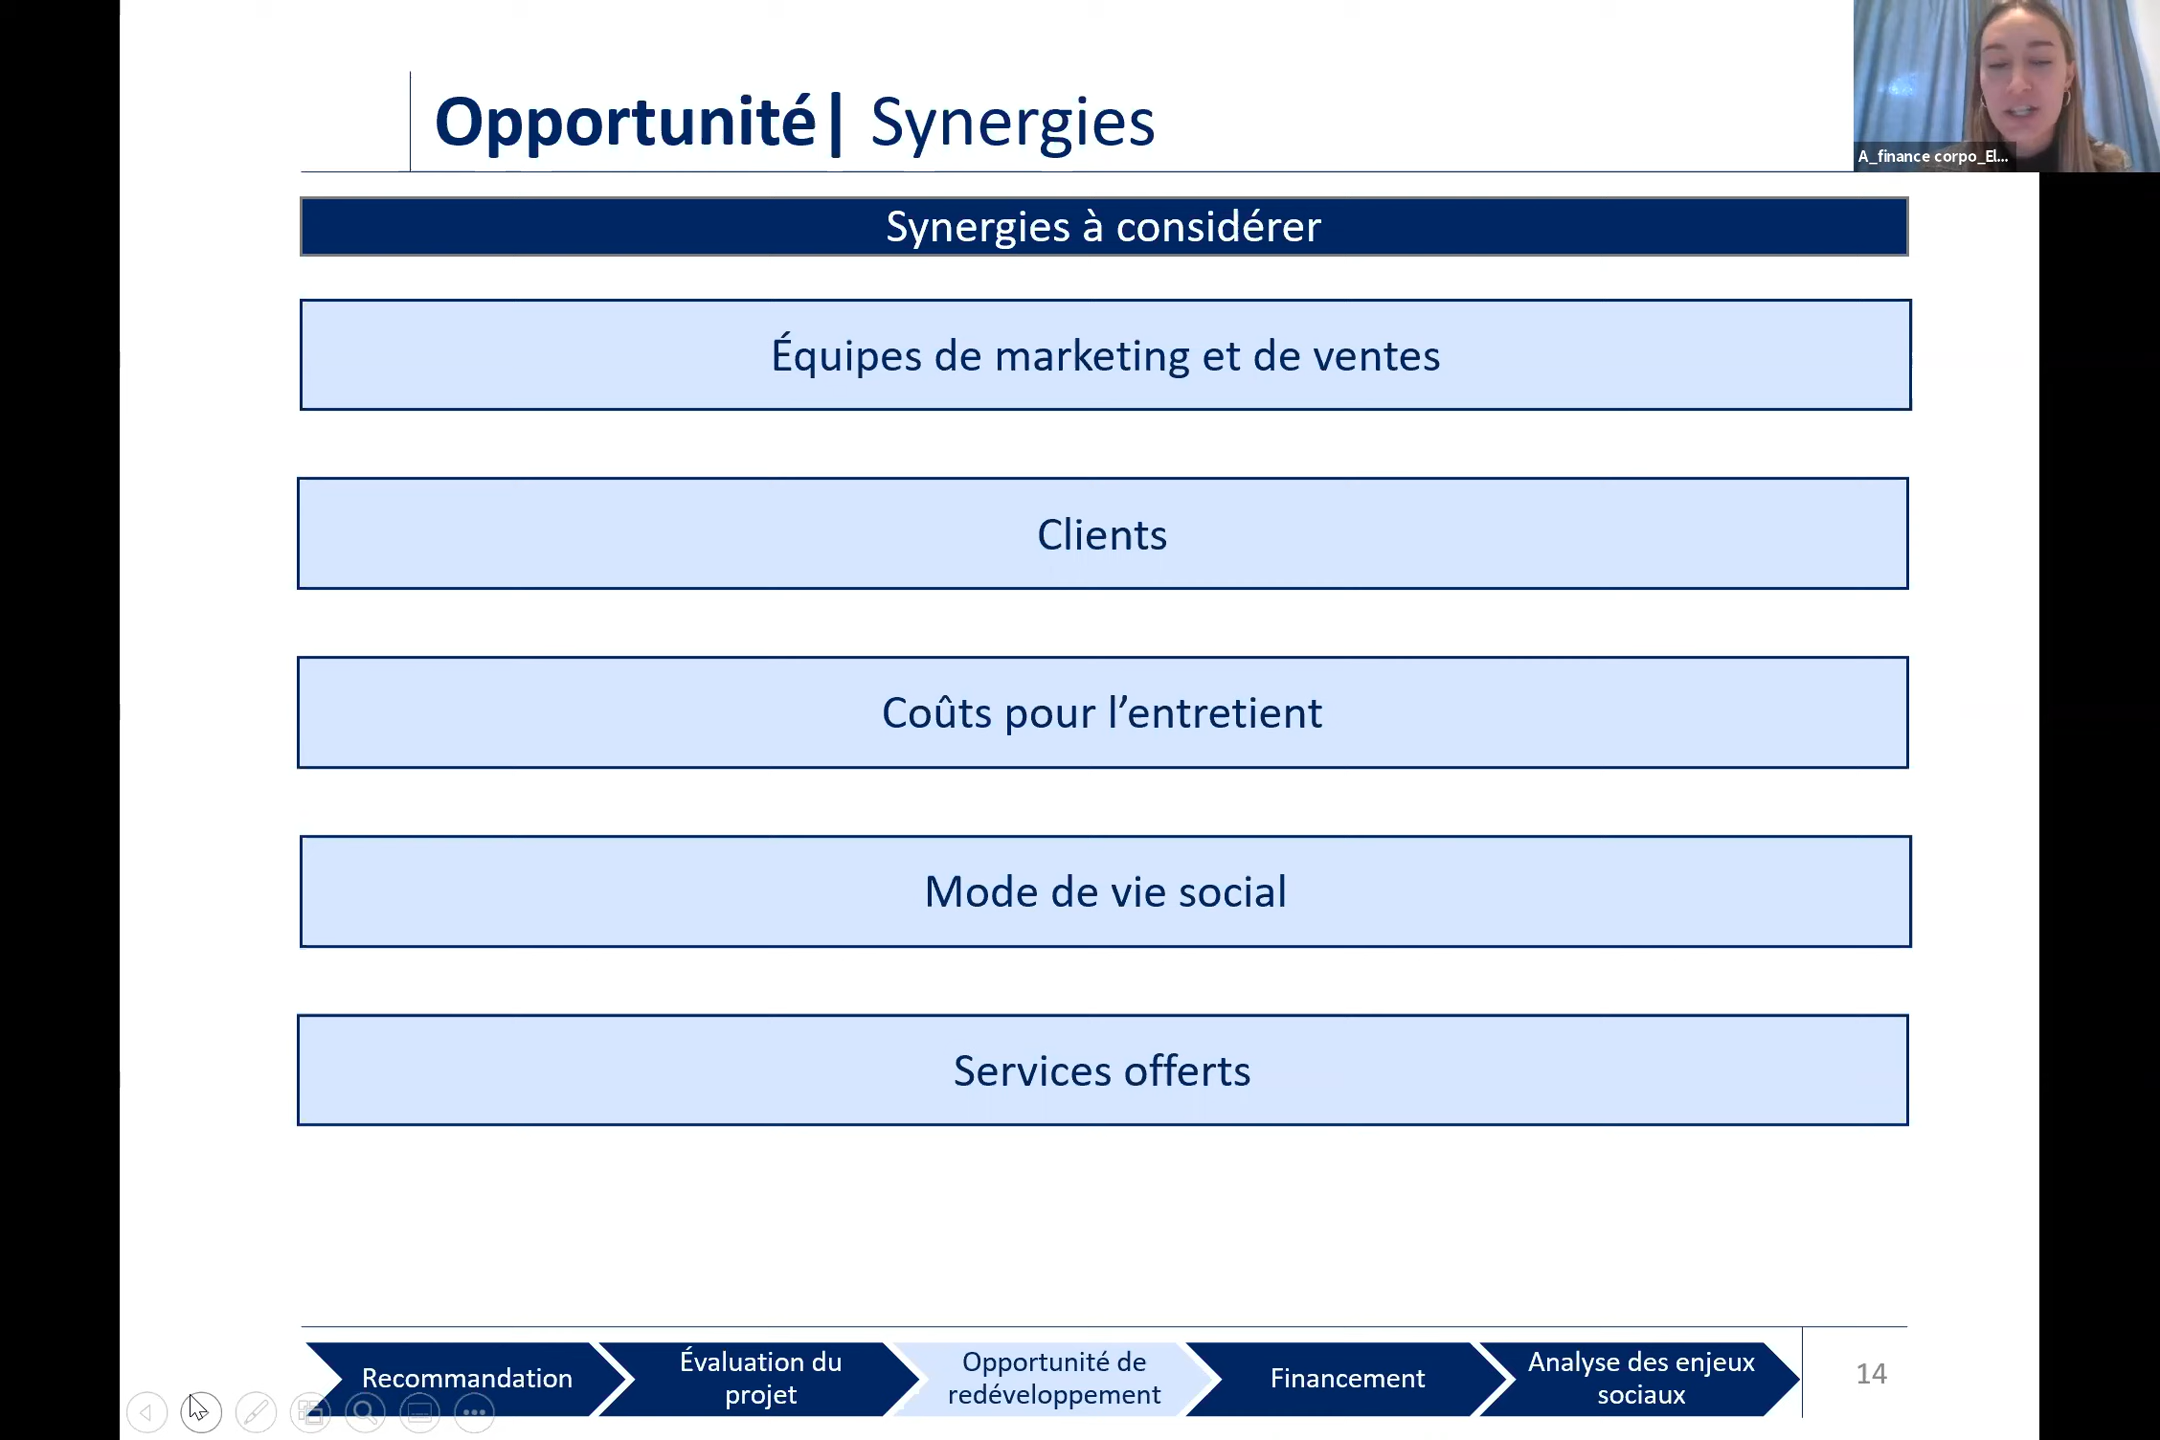 Opportunité| Synergies
A_finance corpo_El...
Synergies à considérer
Équipes de marketing et de ventes
Clients
Coûts pour l’entretient
Mode de vie social
Services offerts
Recommandation
Évaluation du
projet
Opportunité de
redéveloppement
Financement
Analyse des enjeux
sociaux
14